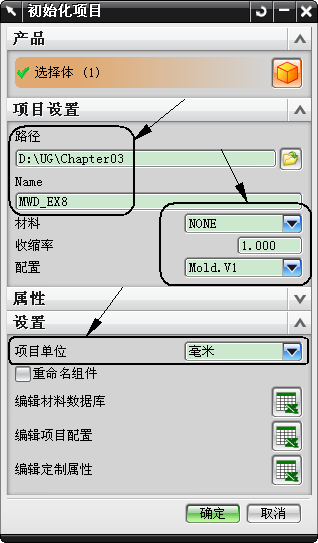 初始化项目
产品
选择体 (1)
项目设置
路径
D:\UG\Chapter03
Name
MWD_EX8
材料 NONE
收缩率 1.000
配置 Mold.V1
属性
设置
项目单位 毫米
重命名组件
编辑材料数据库
编辑项目配置
编辑定制属性
确定 取消